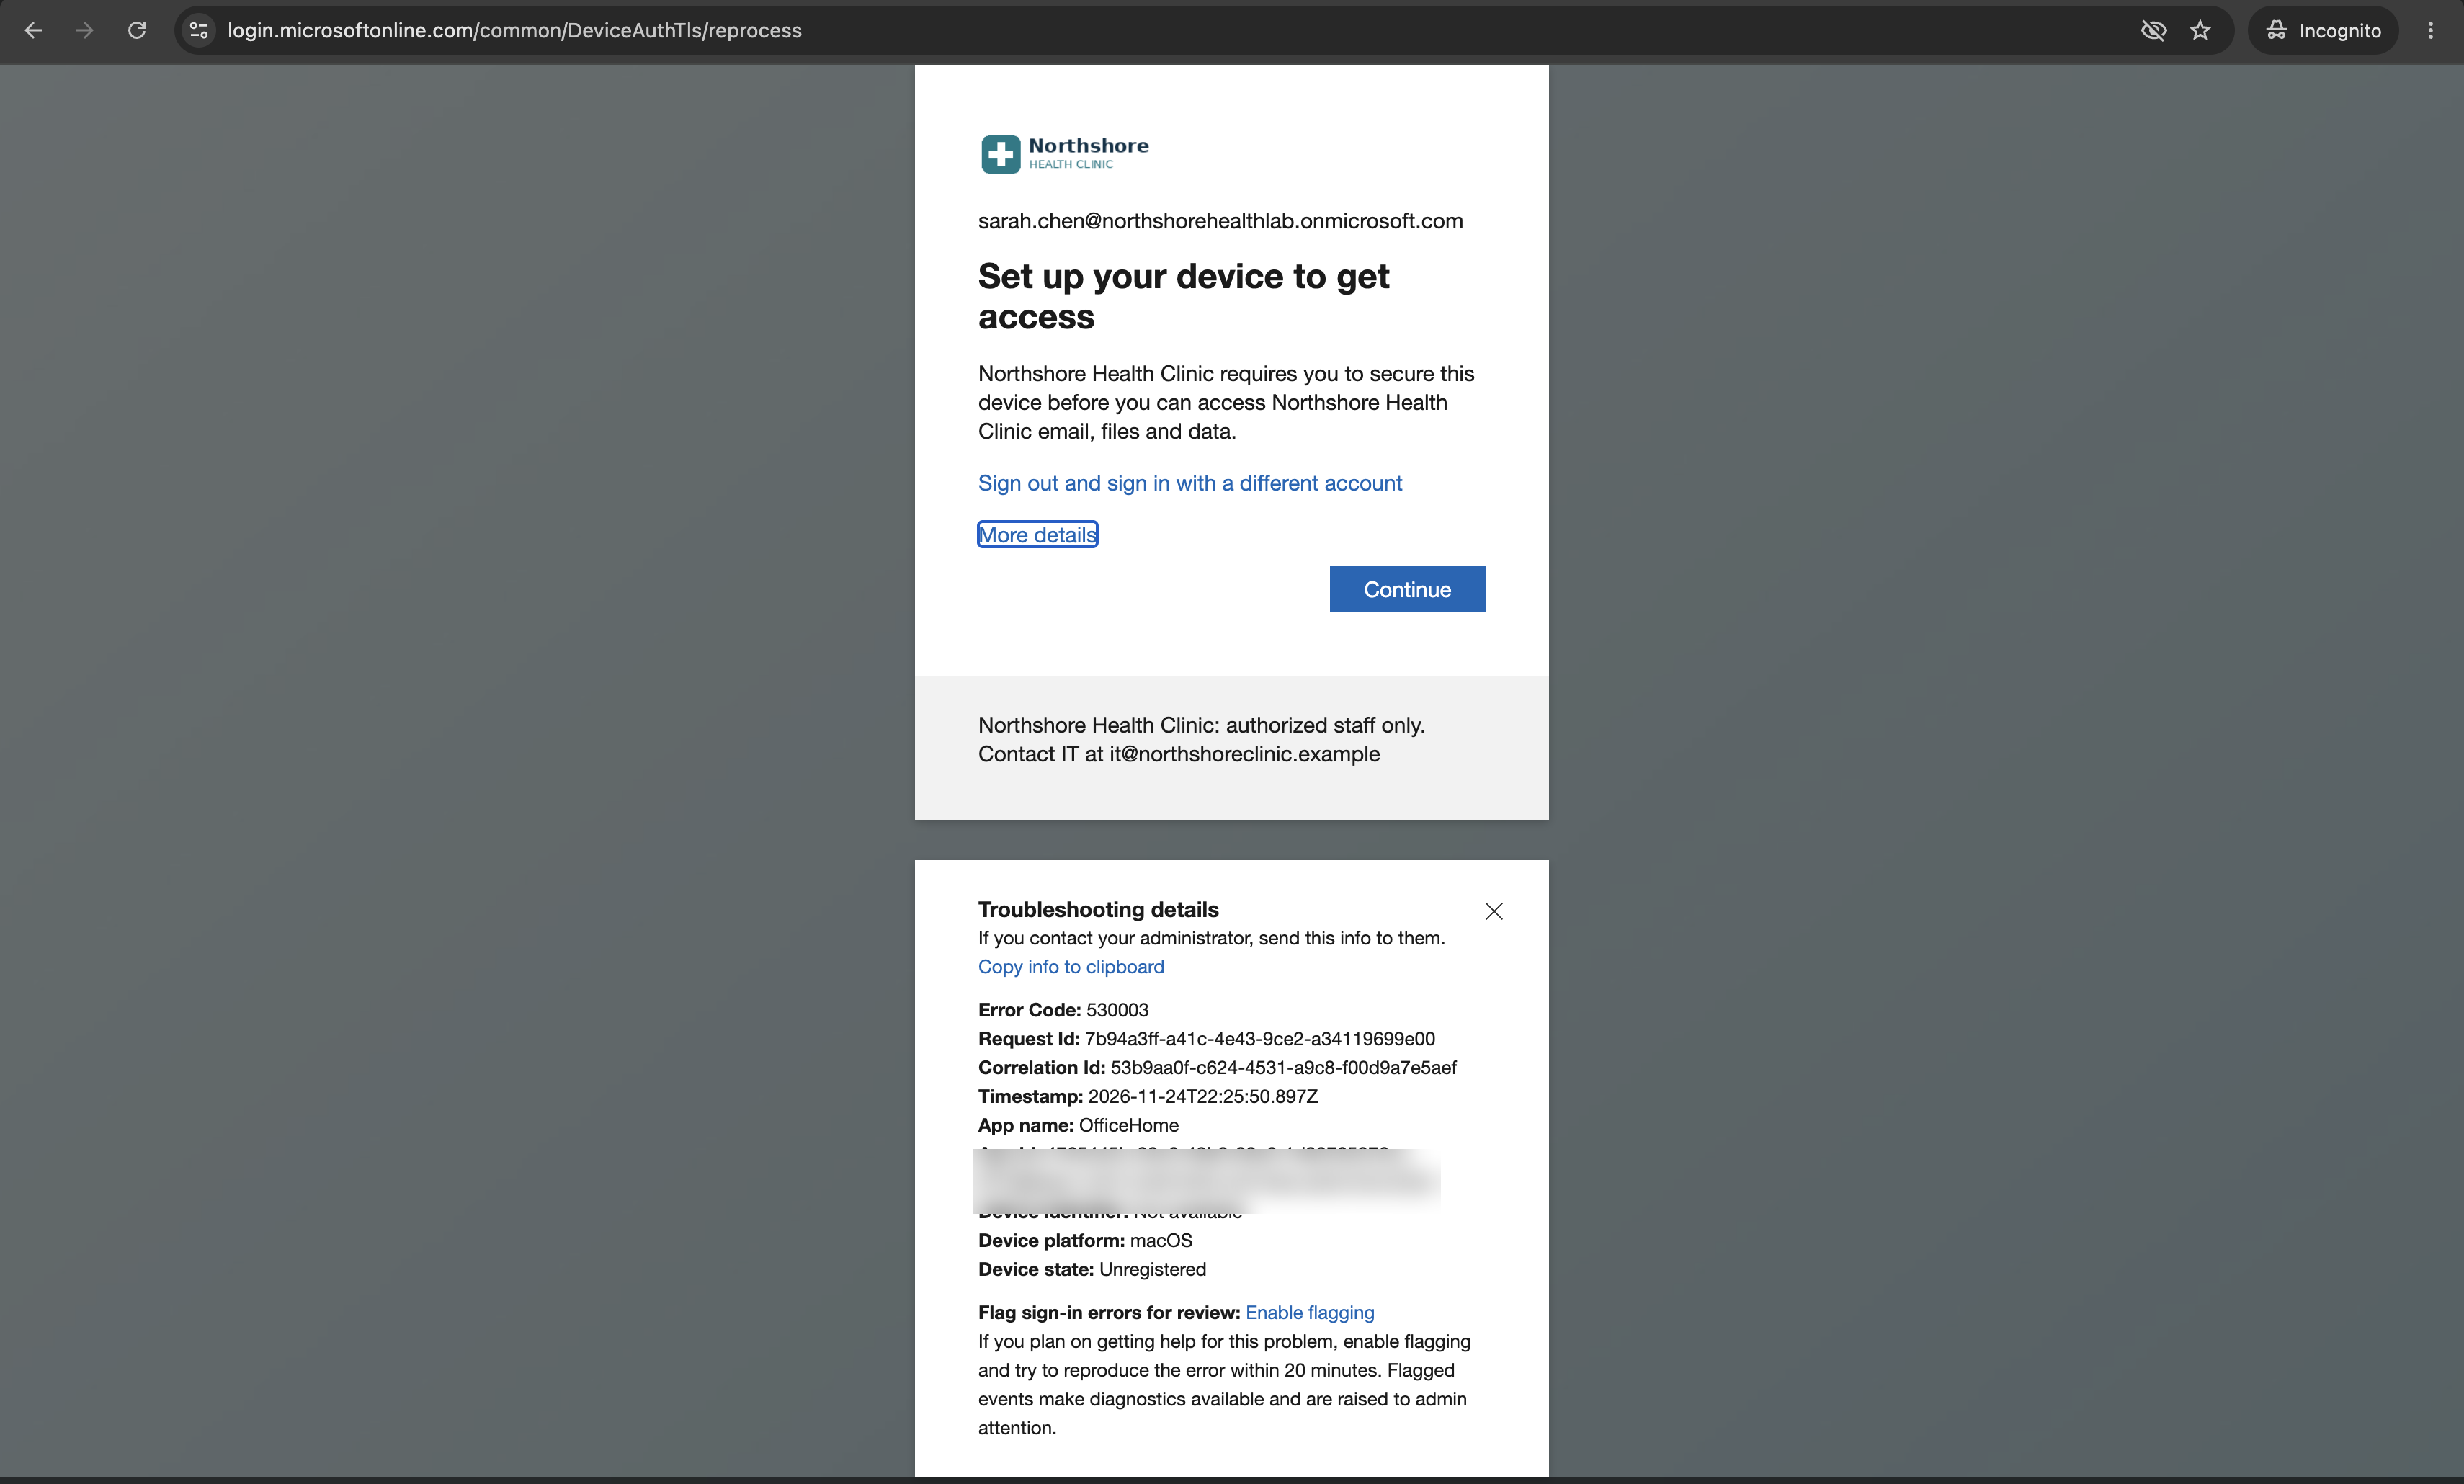 login.microsoftonline.com/common/DeviceAuthTls/reprocess
Incognito
Northshore
HEALTH CLINIC
sarah.chen@northshorehealthlab.onmicrosoft.com
Set up your device to get
access
Northshore Health Clinic requires you to secure this
device before you can access Northshore Health
Clinic email, files and data.
Sign out and sign in with a different account
More details
Continue
Northshore Health Clinic: authorized staff only.
Contact IT at it@northshoreclinic.example
Troubleshooting details
If you contact your administrator, send this info to them.
Copy info to clipboard
Error Code: 530003
Request Id: 7b94a3ff-a41c-4e43-9ce2-a34119699e00
Correlation Id: 53b9aa0f-c624-4531-a9c8-f00d9a7e5aef
Timestamp: 2026-11-24T22:25:50.897Z
App name: OfficeHome
Device identifier: Not available
Device platform: macOS
Device state: Unregistered
Flag sign-in errors for review: Enable flagging
If you plan on getting help for this problem, enable flagging
and try to reproduce the error within 20 minutes. Flagged
events make diagnostics available and are raised to admin
attention.